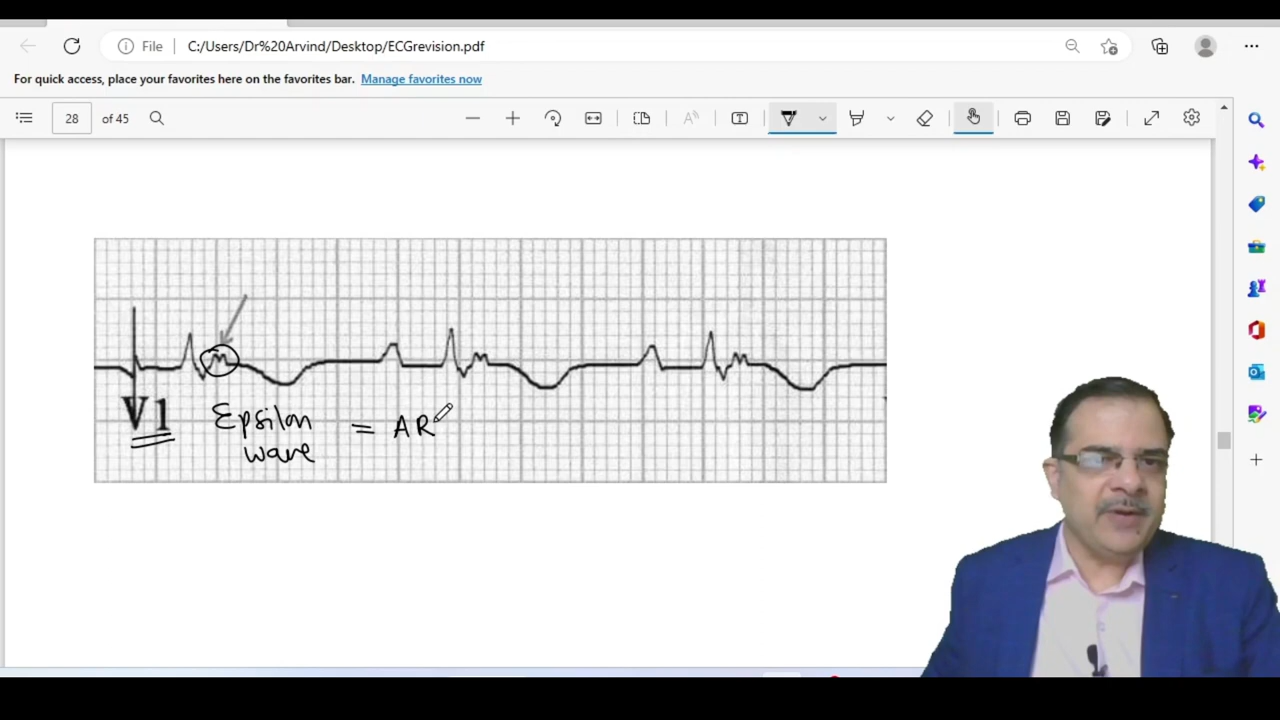 File C:/Users/Dr%20Arvind/Desktop/ECGrevision.pdf
For quick access, place your favorites here on the favorites bar. Manage favorites now
28 of 45
V1 Epsilon = AR
wave